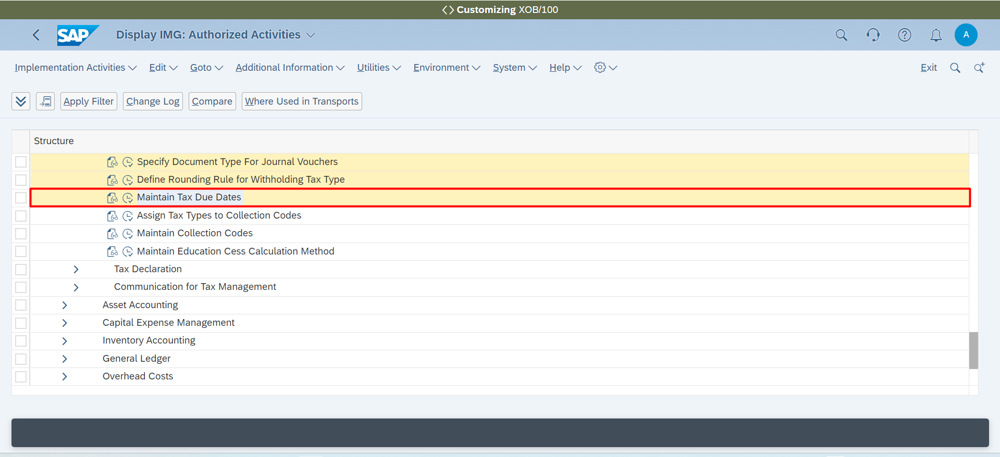 Customizing XOB/100
SAP Display IMG: Authorized Activities A
Implementation Activities Edit Goto Additional Information Utilities Environment System Help Exit
Apply Filter Change Log Compare Where Used in Transports
Structure
Specify Document Type For Journal Vouchers
Define Rounding Rule for Withholding Tax Type
Maintain Tax Due Dates
Assign Tax Types to Collection Codes
Maintain Collection Codes
Maintain Education Cess Calculation Method
Tax Declaration
Communication for Tax Management
Asset Accounting
Capital Expense Management
Inventory Accounting
General Ledger
Overhead Costs